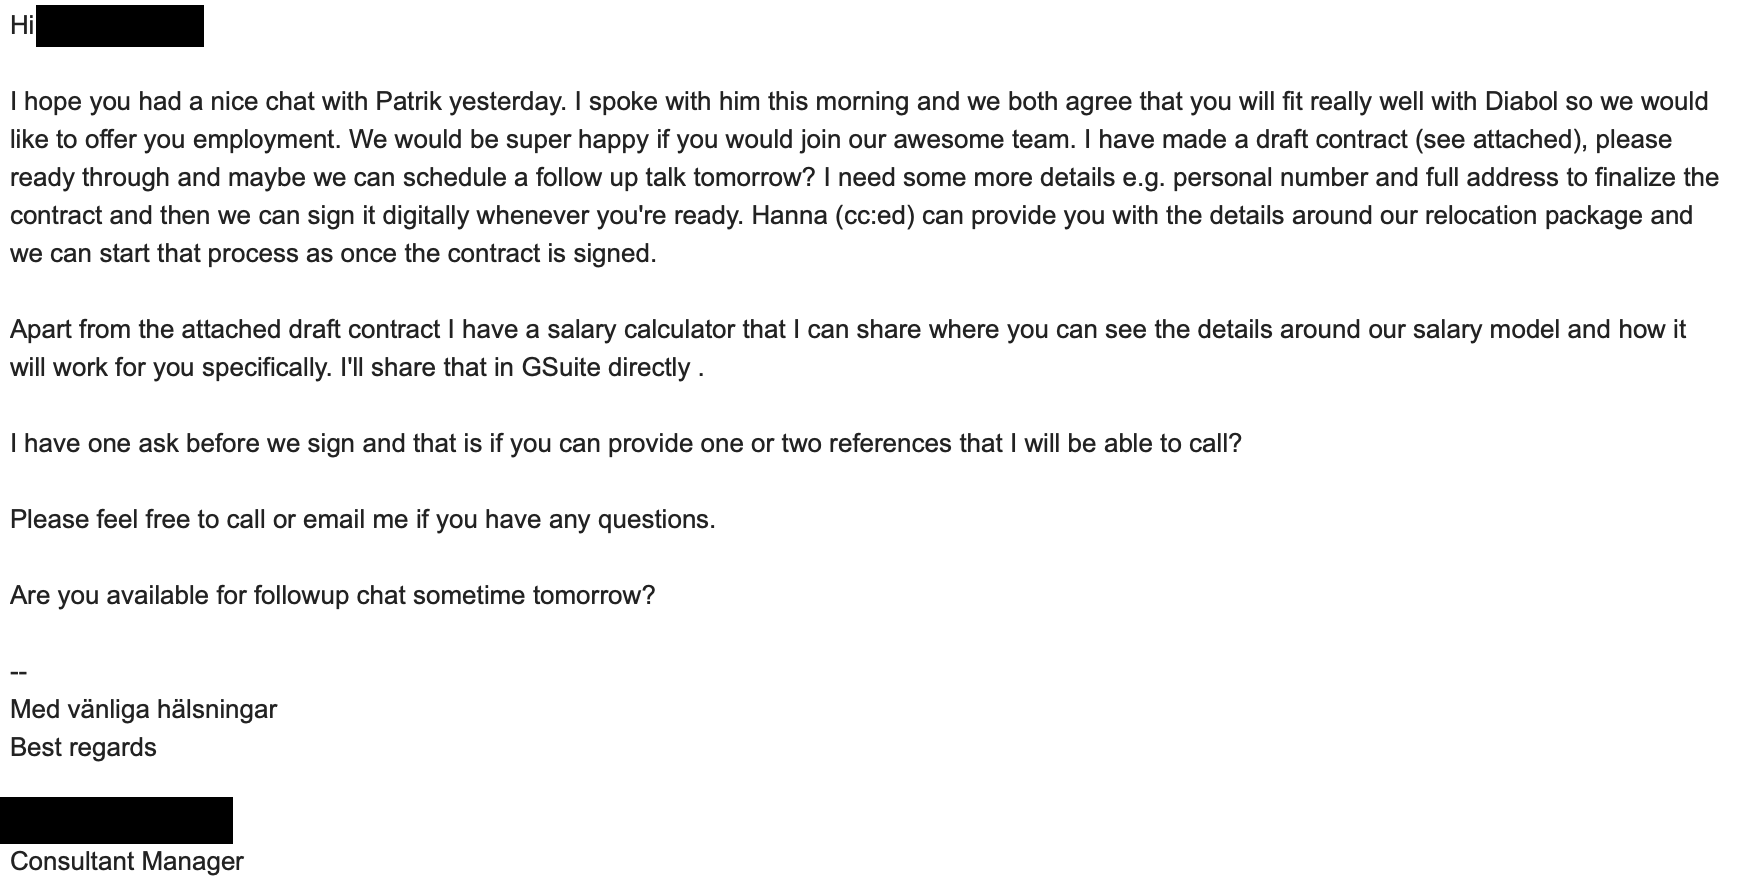 Hi
I hope you had a nice chat with Patrik yesterday. I spoke with him this morning and we both agree that you will fit really well with Diabol so we would
like to offer you employment. We would be super happy if you would join our awesome team. I have made a draft contract (see attached), please
ready through and maybe we can schedule a follow up talk tomorrow? I need some more details e.g. personal number and full address to finalize the
contract and then we can sign it digitally whenever you're ready. Hanna (cc:ed) can provide you with the details around our relocation package and
we can start that process as once the contract is signed.
Apart from the attached draft contract I have a salary calculator that I can share where you can see the details around our salary model and how it
will work for you specifically. I'll share that in GSuite directly .
I have one ask before we sign and that is if you can provide one or two references that I will be able to call?
Please feel free to call or email me if you have any questions.
Are you available for followup chat sometime tomorrow?
--
Med vänliga hälsningar
Best regards
Consultant Manager